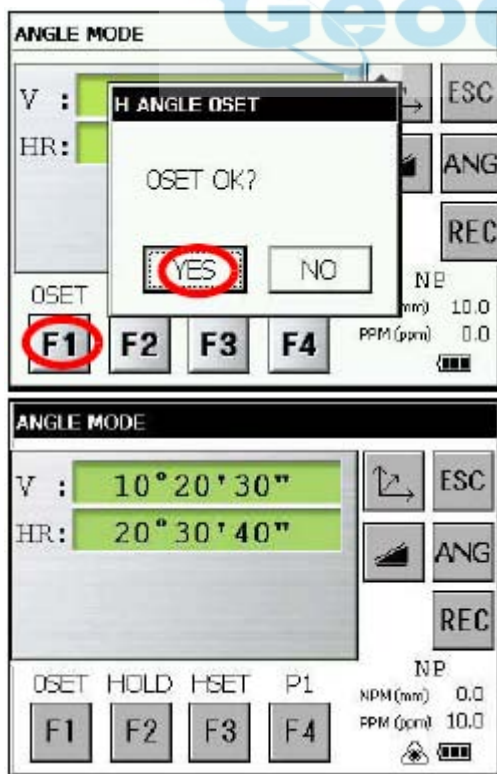 Geo
ANGLE MODE
H ANGLE OSET
V :
HR:
OSET OK?
YES NO
ESC
ANG
REC
OSET
F1 F2 F3 F4
NP
mm) 10.0
PPM (ppm) 0.0
ANGLE MODE
V : 10°20'30"
HR: 20°30'40"
ESC
ANG
REC
OSET HOLD HSET P1
F1 F2 F3 F4
NP
NPM (mm) 0.0
PPM (ppm) 10.0